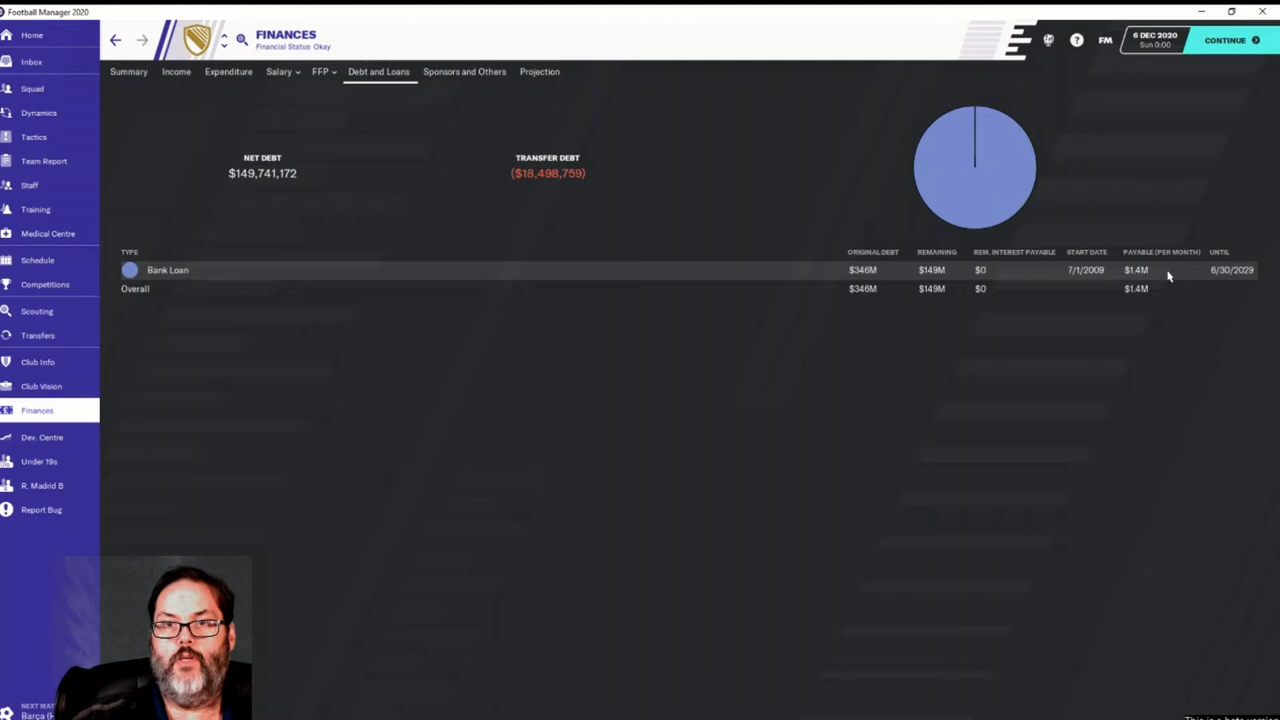 Football Manager 2020
Home
Inbox
Squad
Dynamics
Tactics
Team Report
Staff
Training
Medical Centre
Schedule
Competitions
Scouting
Transfers
Club Info
Club Vision
Finances
Dev. Centre
Under 19s
R. Madrid B
Report Bug
NEXT MAT
Barça (H
FINANCES
Financial Status: Okay
? FM
6 DEC 2020
Sun 0:00
CONTINUE
Summary Income Expenditure Salary FFP Debt and Loans Sponsors and Others Projection
NET DEBT TRANSFER DEBT
$149,741,172 ($18,498,759)
TYPE ORIGINAL DEBT REMAINING REM. INTEREST PAYABLE START DATE PAYABLE (PER MONTH) UNTIL
Bank Loan $346M $149M $0 7/1/2009 $1.4M 6/30/2029
Overall $346M $149M $0 $1.4M